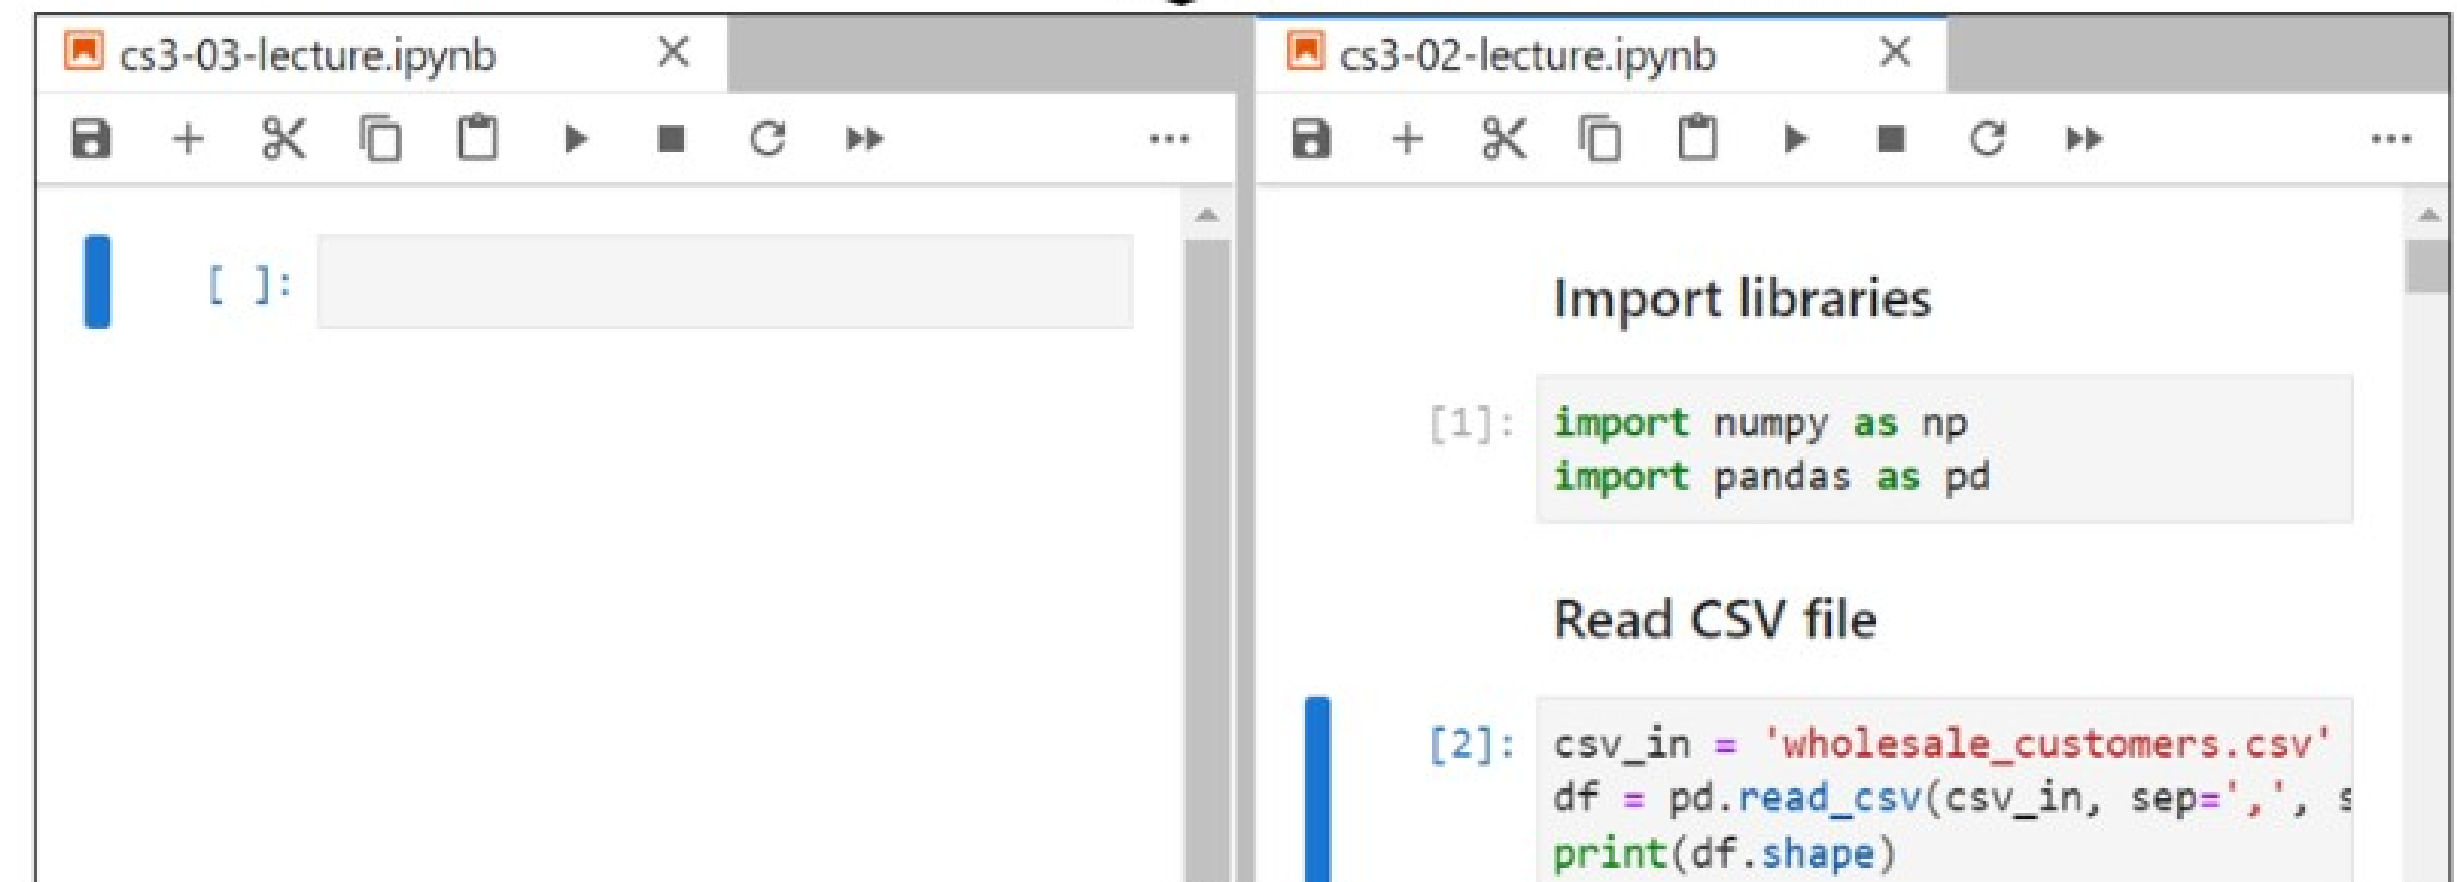 cs3-03-lecture.ipynb
[ ]:
cs3-02-lecture.ipynb
Import libraries
[1]: import numpy as np
import pandas as pd
Read CSV file
[2]: csv_in = 'wholesale_customers.csv'
df = pd.read_csv(csv_in, sep=',', s
print(df.shape)